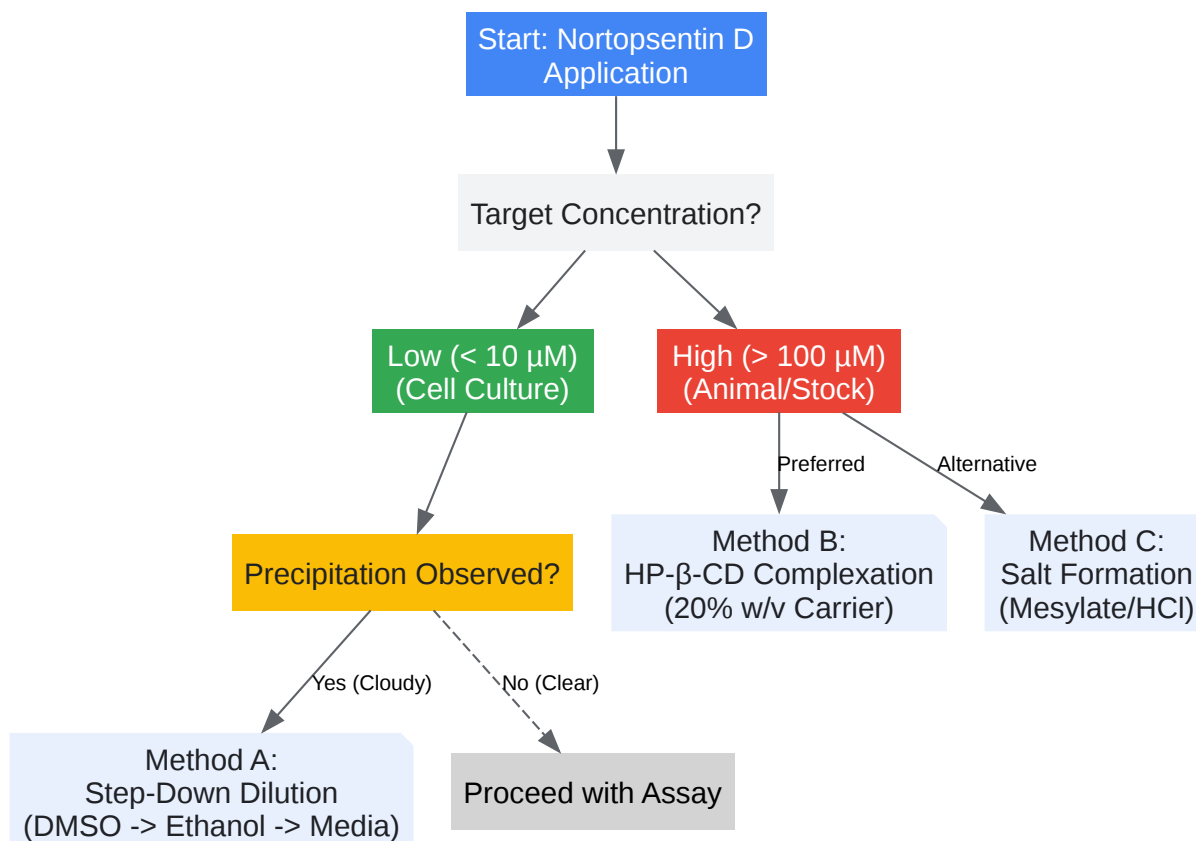 Start: Nortopsentin D
Application
Target Concentration?
Low (< 10 µM)
(Cell Culture)
High (> 100 µM)
(Animal/Stock)
Preferred
Alternative
Precipitation Observed?
Method B:
HP-β-CD Complexation
(20% w/v Carrier)
Method C:
Salt Formation
(Mesylate/HCl)
Yes (Cloudy)
No (Clear)
Method A:
Step-Down Dilution
(DMSO -> Ethanol -> Media)
Proceed with Assay